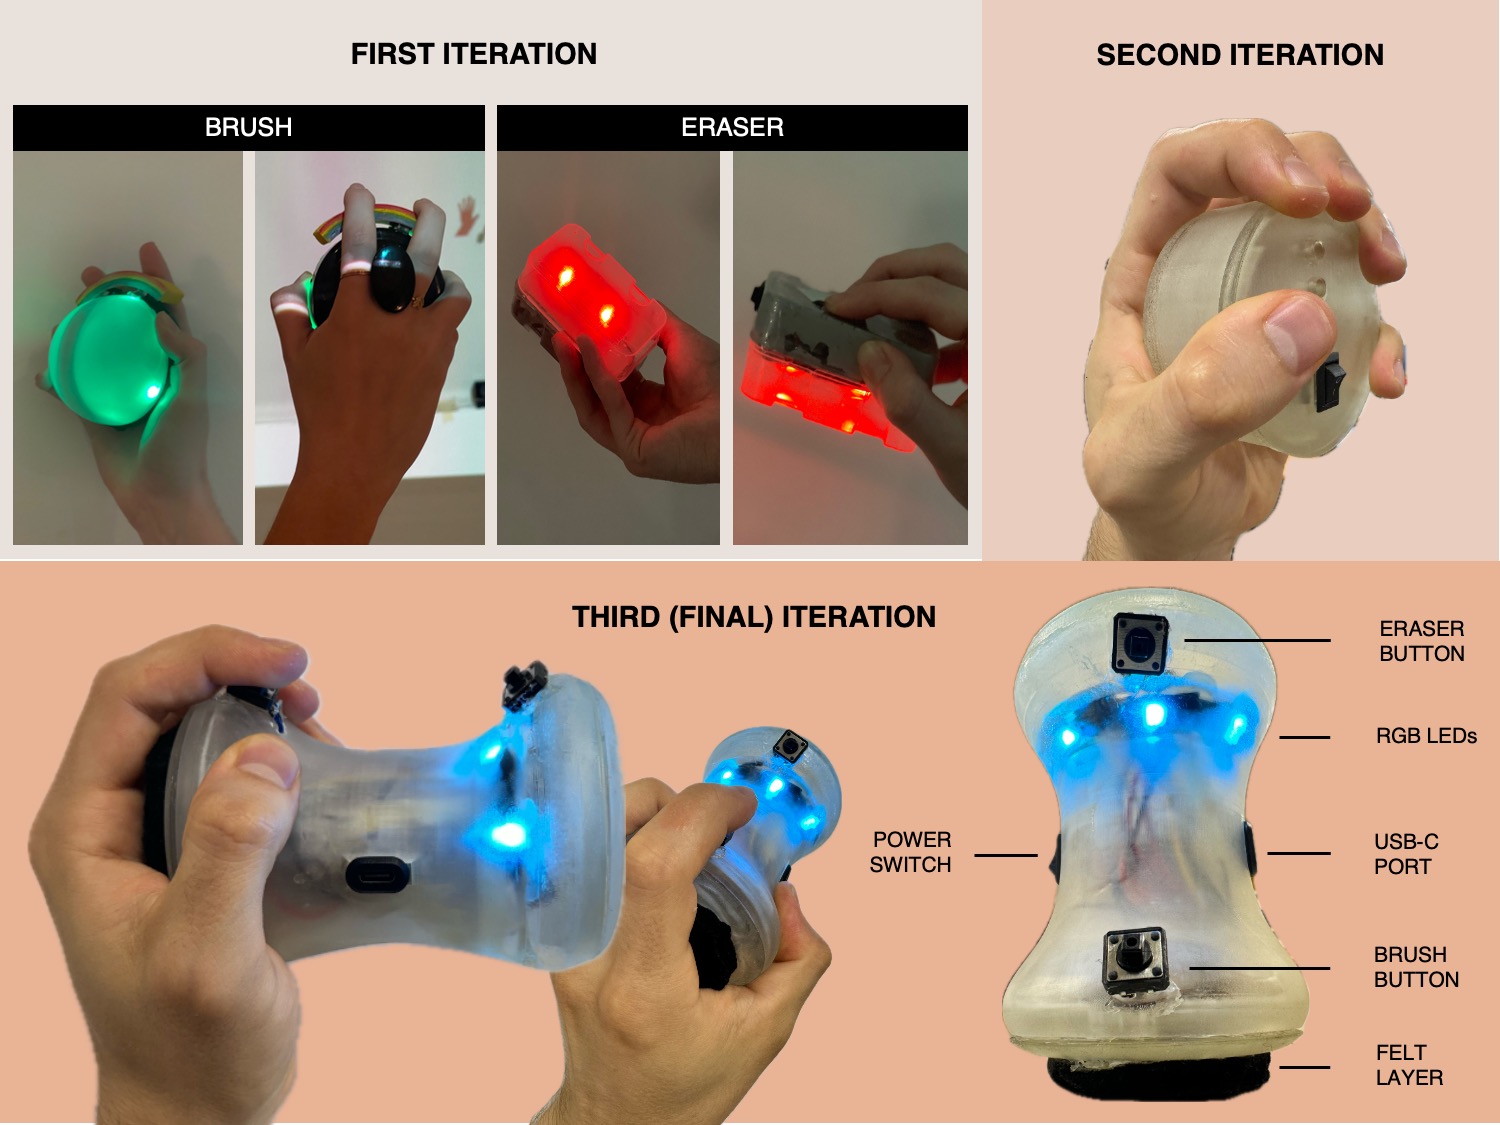 FIRST ITERATION
BRUSH
ERASER
SECOND ITERATION
THIRD (FINAL) ITERATION
ERASER
BUTTON
RGB LEDs
POWER
SWITCH
USB-C
PORT
BRUSH
BUTTON
FELT
LAYER